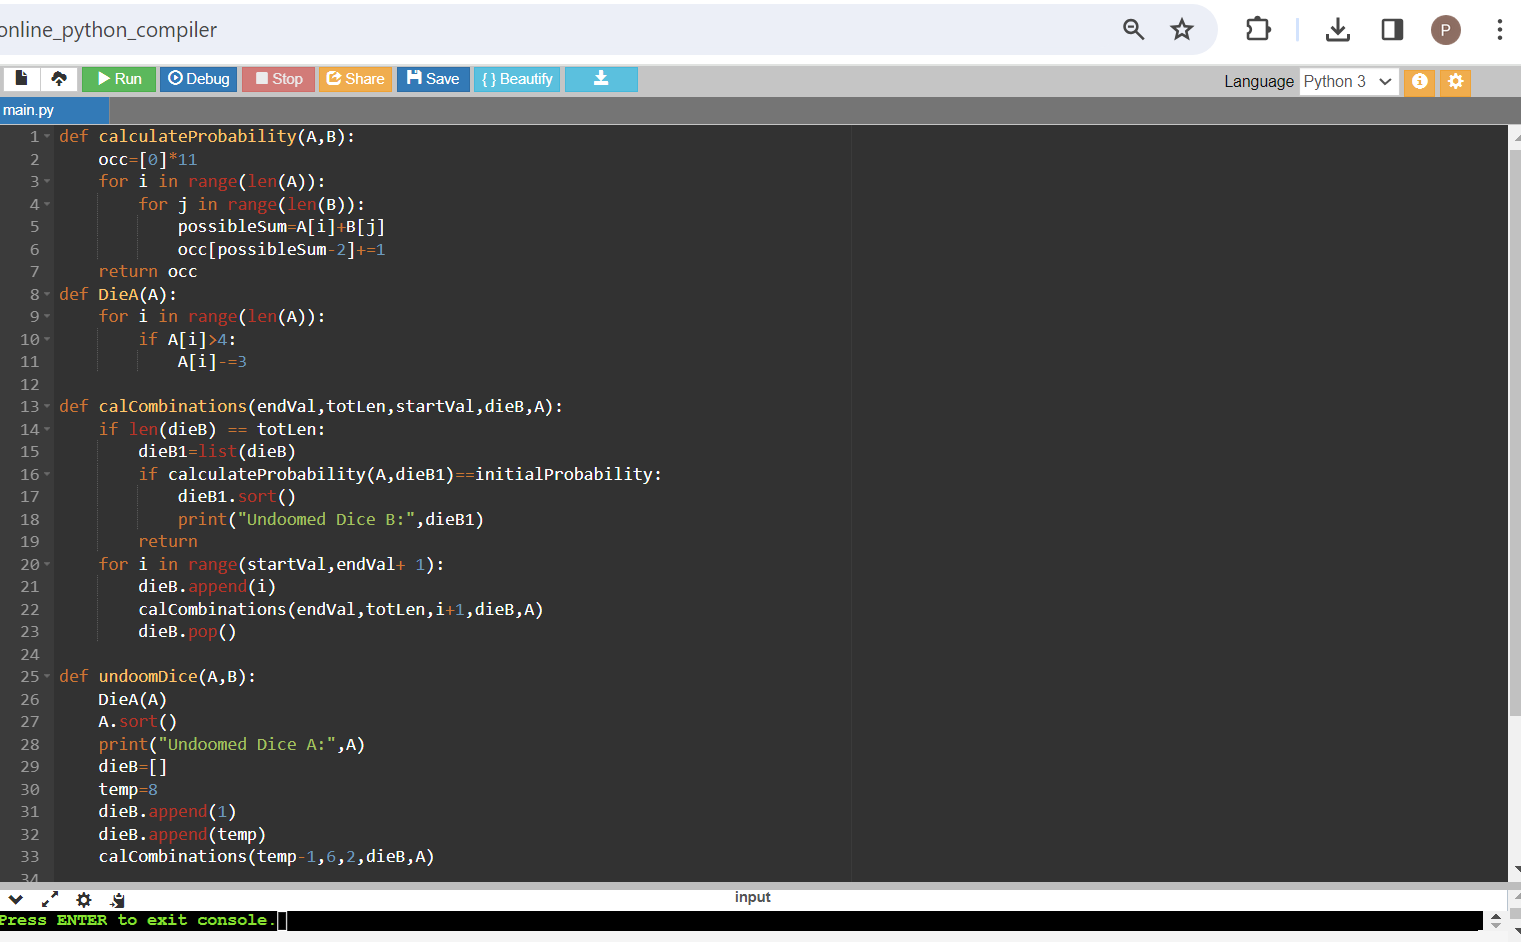 online_python_compiler
P
Run Debug Stop Share Save { } Beautify Language Python 3
main.py
1 def calculateProbability(A,B):
2     occ=[0]*11
3     for i in range(len(A)):
4         for j in range(len(B)):
5             possibleSum=A[i]+B[j]
6             occ[possibleSum-2]+=1
7     return occ
8 def DieA(A):
9     for i in range(len(A)):
10         if A[i]>4:
11             A[i]-=3
12
13 def calCombinations(endVal,totLen,startVal,dieB,A):
14     if len(dieB) == totLen:
15         dieB1=list(dieB)
16         if calculateProbability(A,dieB1)==initialProbability:
17             dieB1.sort()
18             print("Undoomed Dice B:",dieB1)
19         return
20     for i in range(startVal,endVal+ 1):
21         dieB.append(i)
22         calCombinations(endVal,totLen,i+1,dieB,A)
23         dieB.pop()
24
25 def undoomDice(A,B):
26     DieA(A)
27     A.sort()
28     print("Undoomed Dice A:",A)
29     dieB=[]
30     temp=8
31     dieB.append(1)
32     dieB.append(temp)
33     calCombinations(temp-1,6,2,dieB,A)
34
input
Press ENTER to exit console.